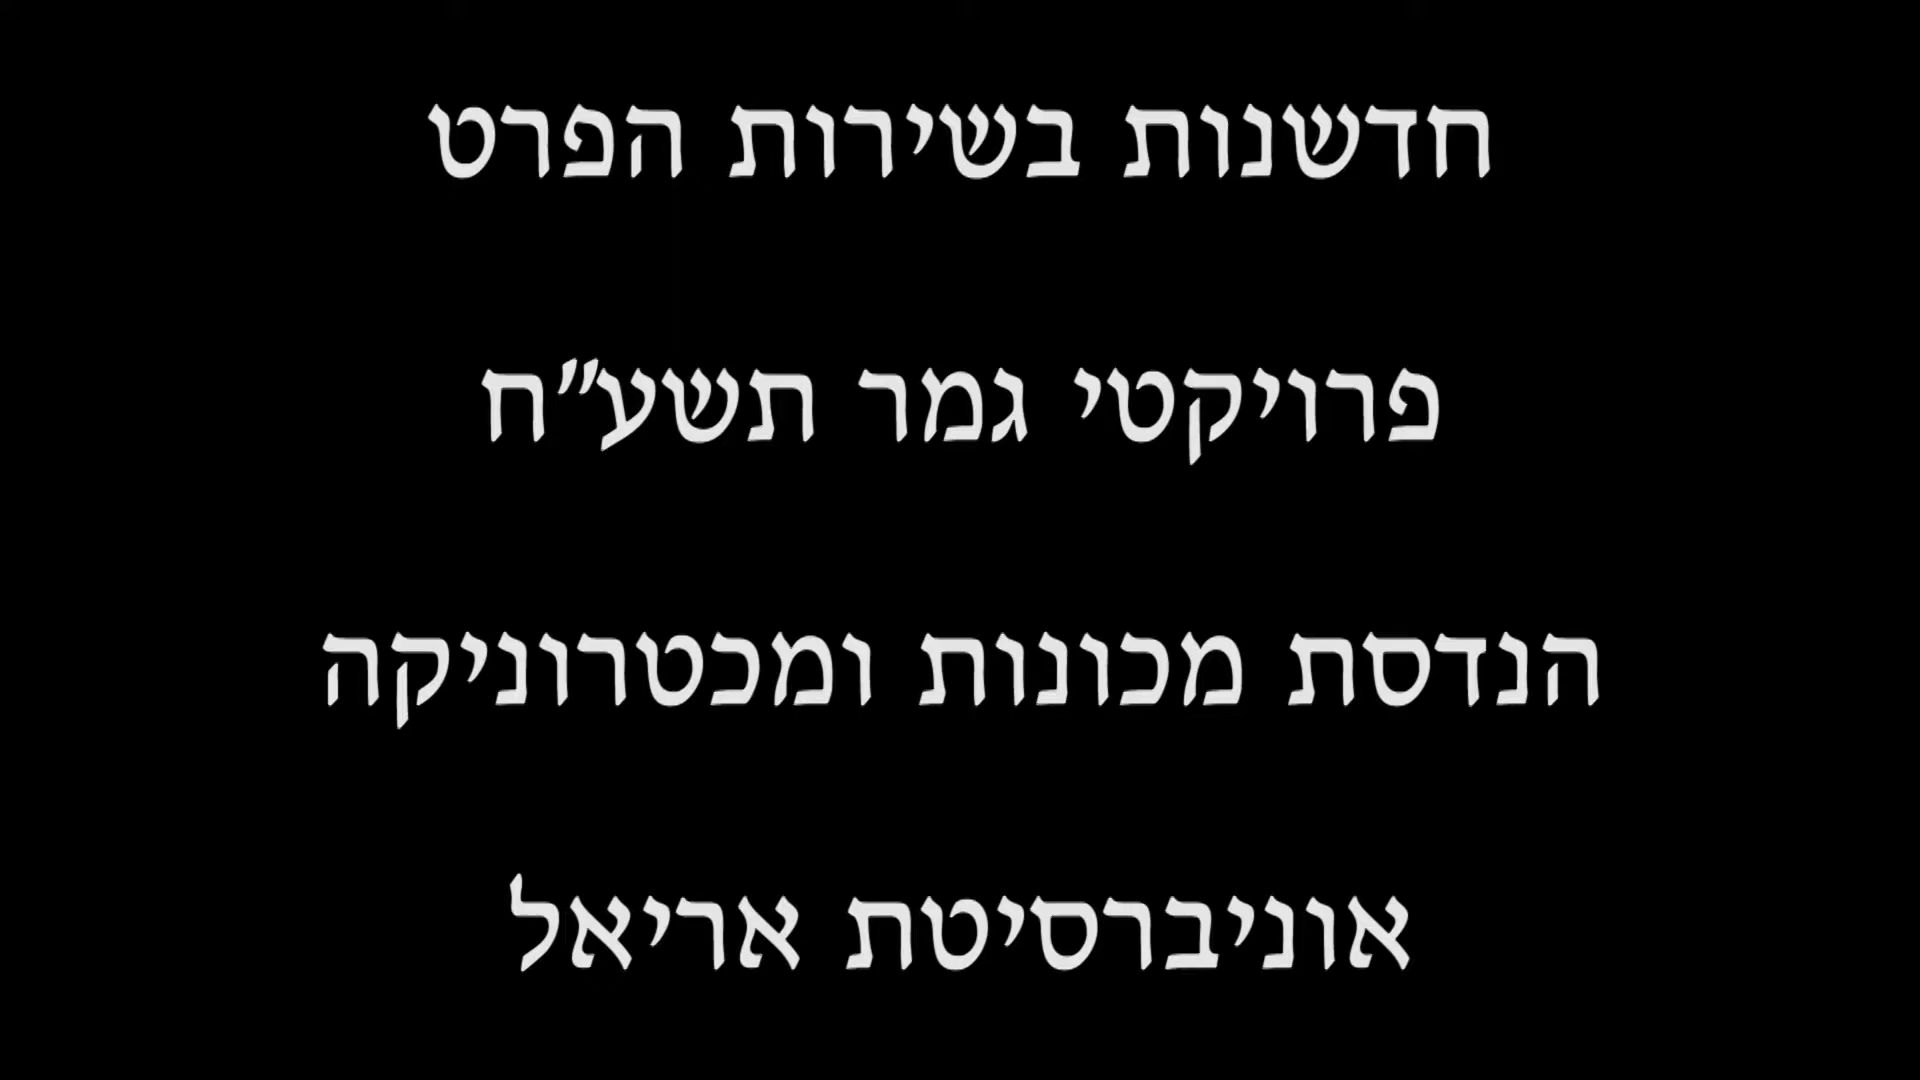 חדשנות בשירות הפרט
פרויקטי גמר תשע״ח
הנדסת מכונות ומכטרוניקה
אוניברסיטת אריאל